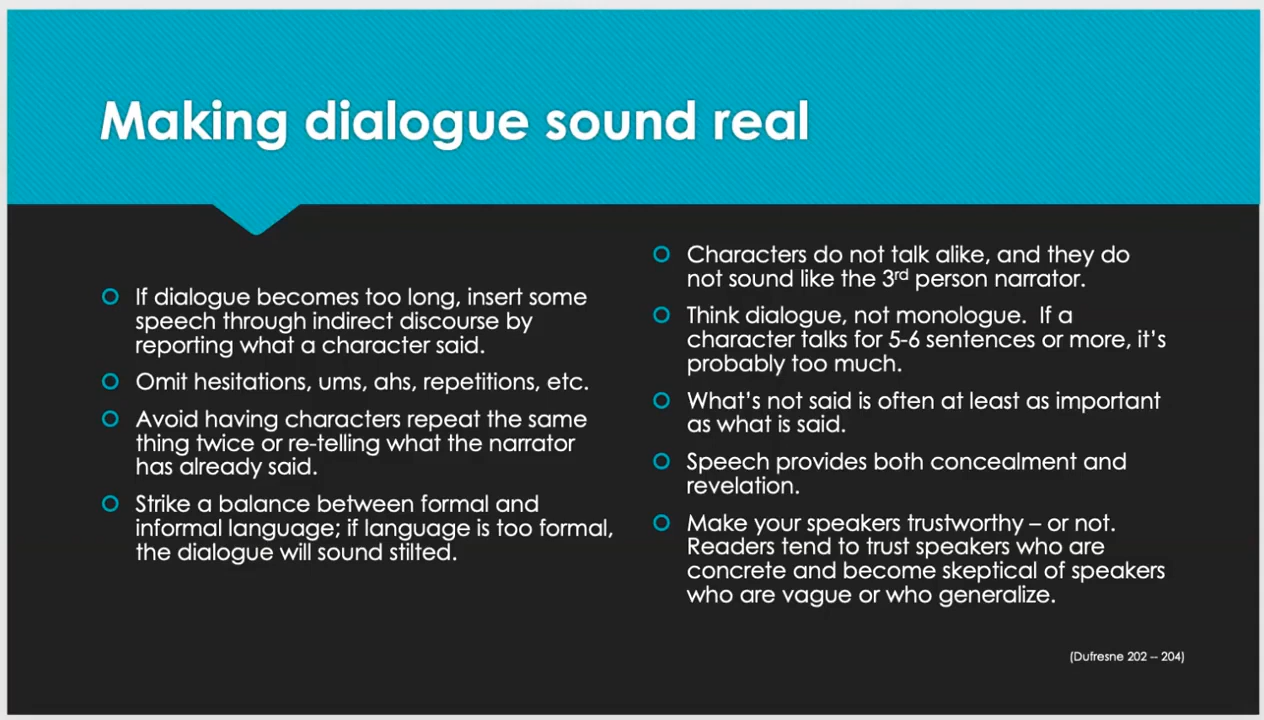 Making dialogue sound real
If dialogue becomes too long, insert some
speech through indirect discourse by
reporting what a character said.
Omit hesitations, ums, ahs, repetitions, etc.
Avoid having characters repeat the same
thing twice or re-telling what the narrator
has already said.
Strike a balance between formal and
informal language; if language is too formal,
the dialogue will sound stilted.
Characters do not talk alike, and they do
not sound like the 3rd person narrator.
Think dialogue, not monologue.  If a
character talks for 5-6 sentences or more, it's
probably too much.
What's not said is often at least as important
as what is said.
Speech provides both concealment and
revelation.
Make your speakers trustworthy – or not.
Readers tend to trust speakers who are
concrete and become skeptical of speakers
who are vague or who generalize.
(Dufresne 202 -- 204)